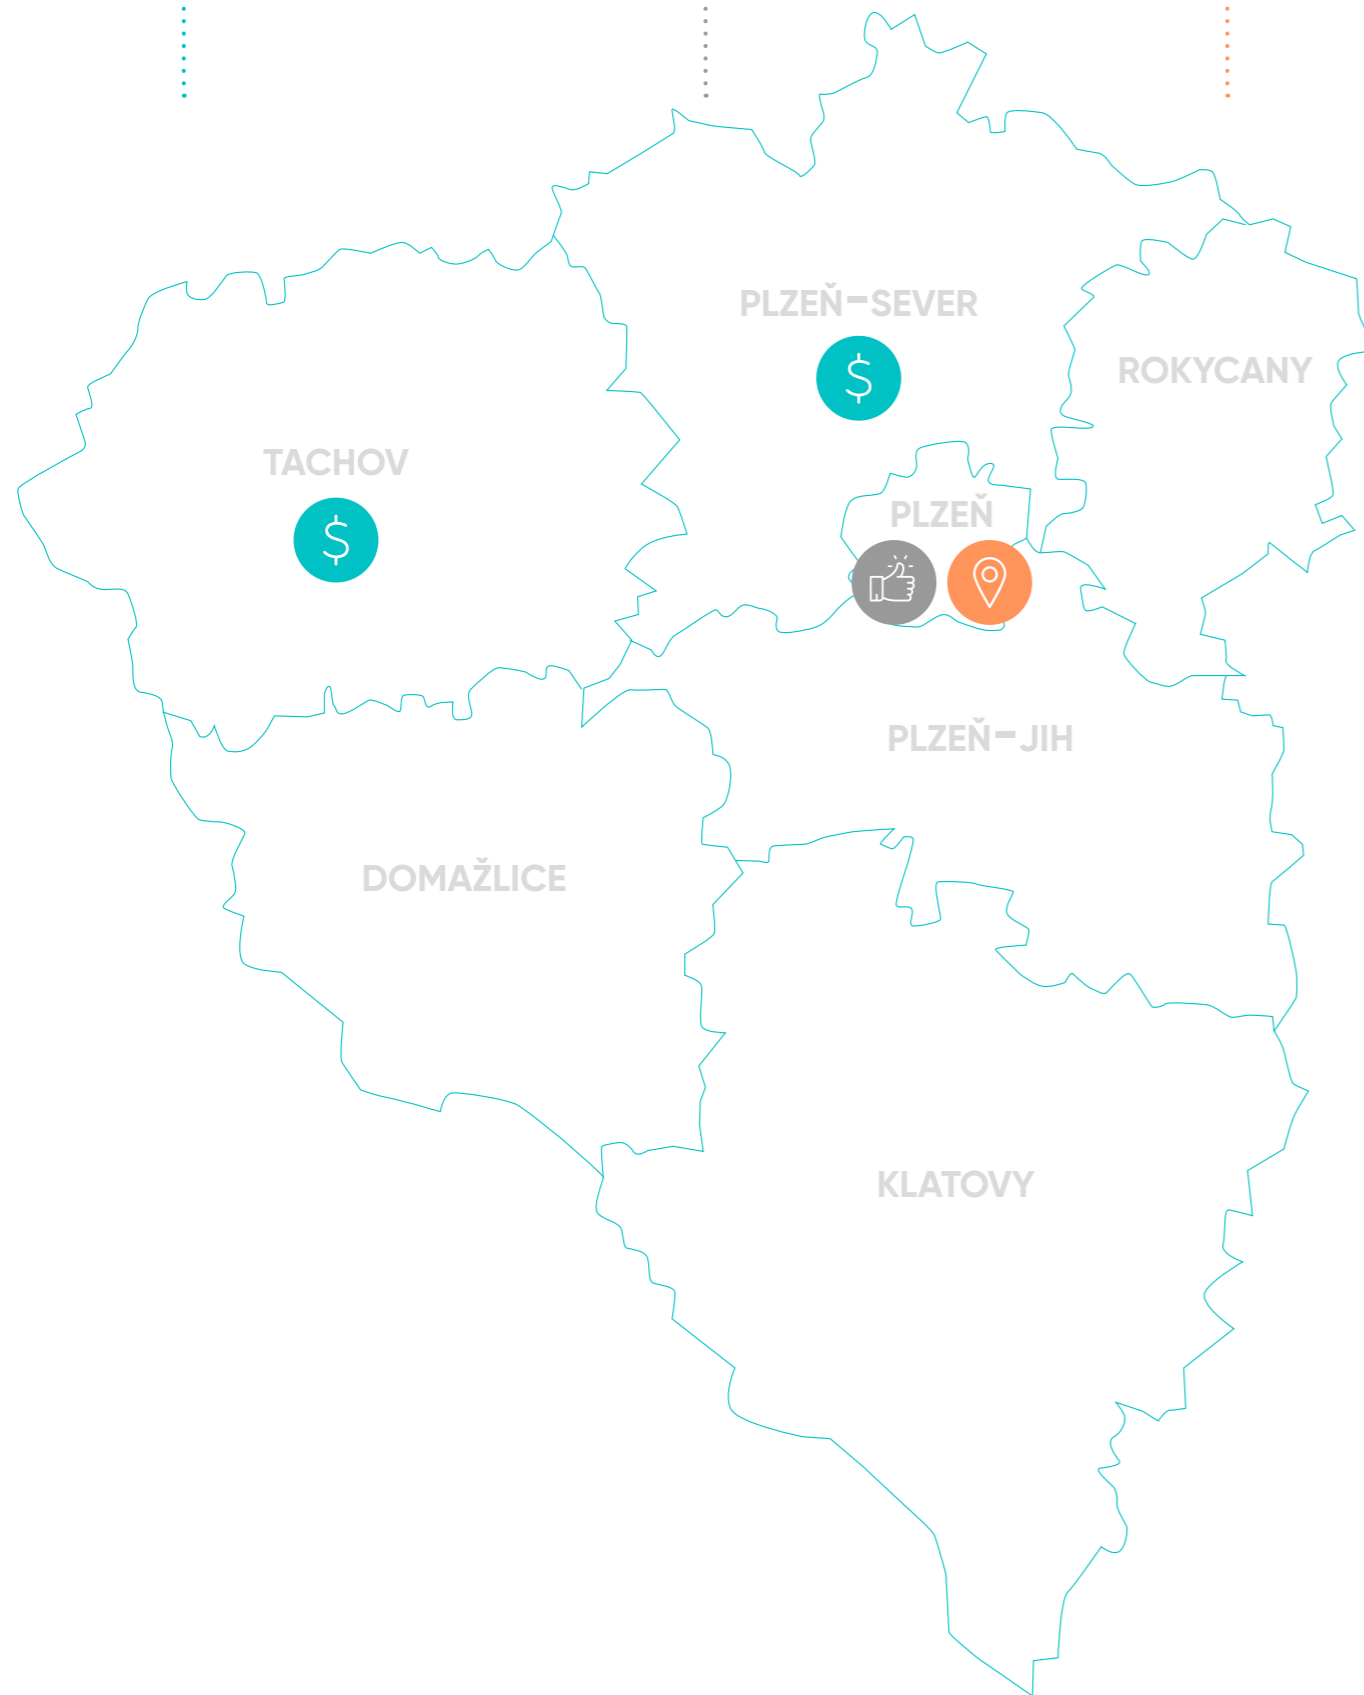 PLZEŇ-SEVER
ROKYCANY
TACHOV
PLZEŇ
PLZEŇ-JIH
DOMAŽLICE
KLATOVY